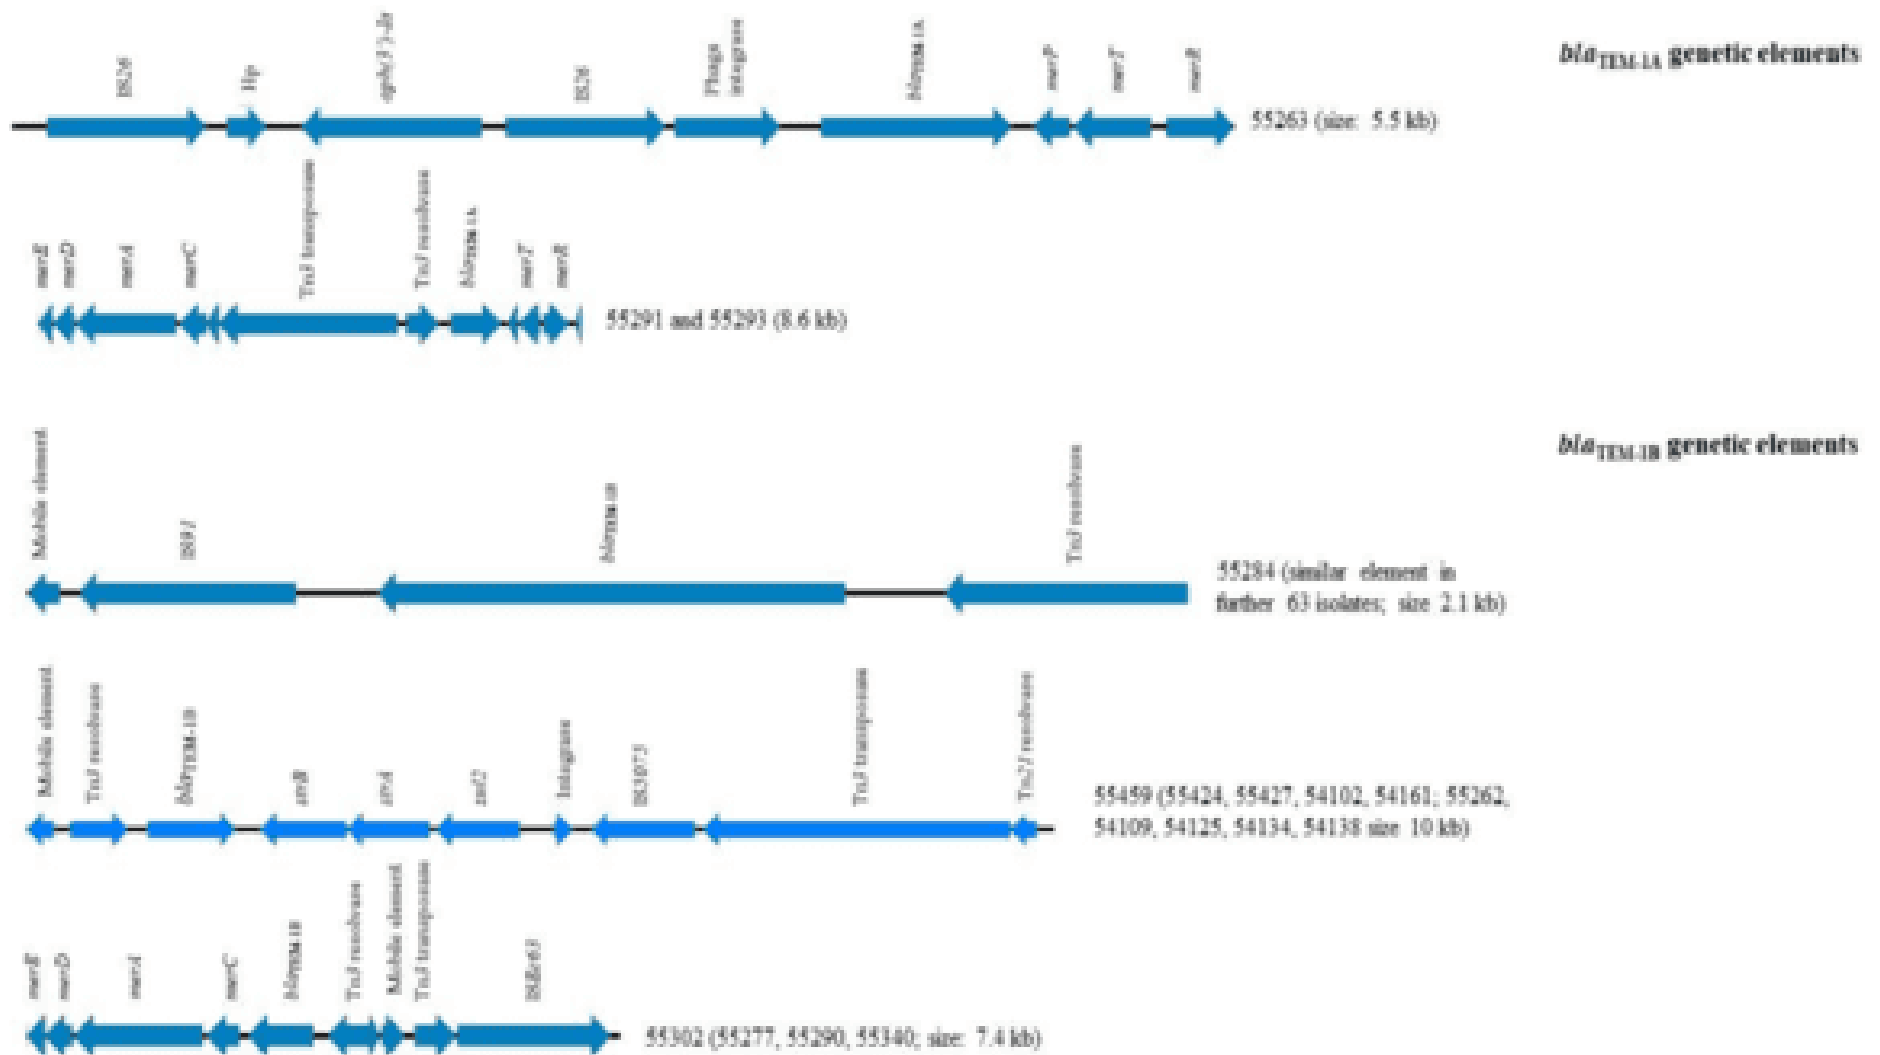 IS26 Hip aph(3')-Ia IS26 Phage integrase blaTEM-1A merP merT merR
blaTEM-1A genetic elements
55263 (size: 5.5 kb)
merE merD merA merC Tn3 transposase Tn3 resolvase blaTEM-1A merT merR
55291 and 55293 (8.6 kb)
blaTEM-1B genetic elements
Mobile element blaTEM-1B Tn3 resolvase
55284 (similar element in
further 63 isolates; size 2.1 kb)
Mobile element Tn3 resolvase blaTEM-1B strB strA sul2 Integrase Tn3 transposase Tn21 resolvase
55459 (55424, 55427, 54102, 54161; 55262,
54109, 54125, 54134, 54138 size 10 kb)
merE merD merA merC blaTEM-1B Tn3 resolvase Mobile element Tn3 transposase ISEc63
55302 (55277, 55290, 55340; size: 7.4 kb)